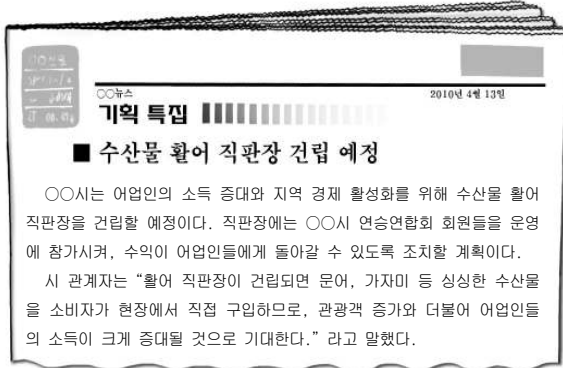 ○○뉴스
2010년 4월 13일
기획 특집
■ 수산물 활어 직판장 건립 예정
○○시는 어업인의 소득 증대와 지역 경제 활성화를 위해 수산물 활어
직판장을 건립할 예정이다. 직판장에는 ○○시 연승연합회 회원들을 운영
에 참가시켜, 수익이 어업인들에게 돌아갈 수 있도록 조치할 계획이다.
시 관계자는 “활어 직판장이 건립되면 문어, 가자미 등 싱싱한 수산물
을 소비자가 현장에서 직접 구입하므로, 관광객 증가와 더불어 어업인들
의 소득이 크게 증대될 것으로 기대한다.” 라고 말했다.